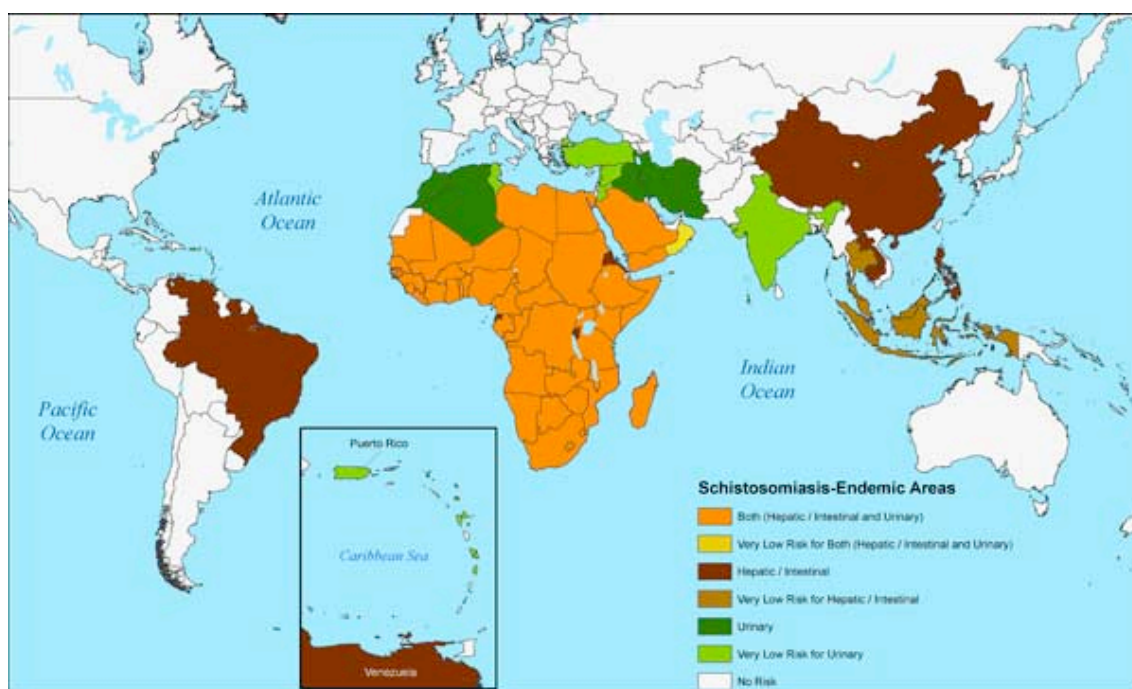 Atlantic
Ocean
Pacific
Ocean
Indian
Ocean
Puerto Rico
Caribbean Sea
Venezuela
Schistosomiasis-Endemic Areas
Both (Hepatic / Intestinal and Urinary)
Very Low Risk for Both (Hepatic / Intestinal and Urinary)
Hepatic / Intestinal
Very Low Risk for Hepatic / Intestinal
Urinary
Very Low Risk for Urinary
No Risk